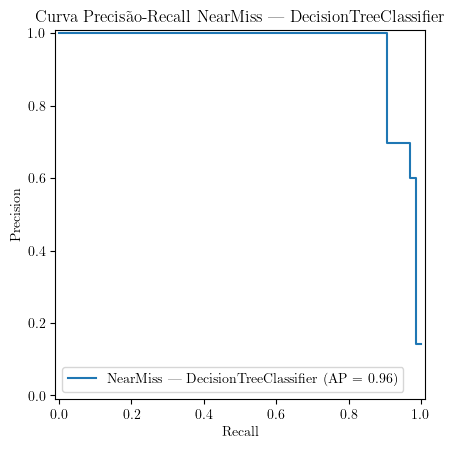 Curva Precisão-Recall NearMiss — DecisionTreeClassifier
1.0
0.8
0.6
0.4
0.2
0.0
Precision
NearMiss — DecisionTreeClassifier (AP = 0.96)
0.0 0.2 0.4 0.6 0.8 1.0
Recall